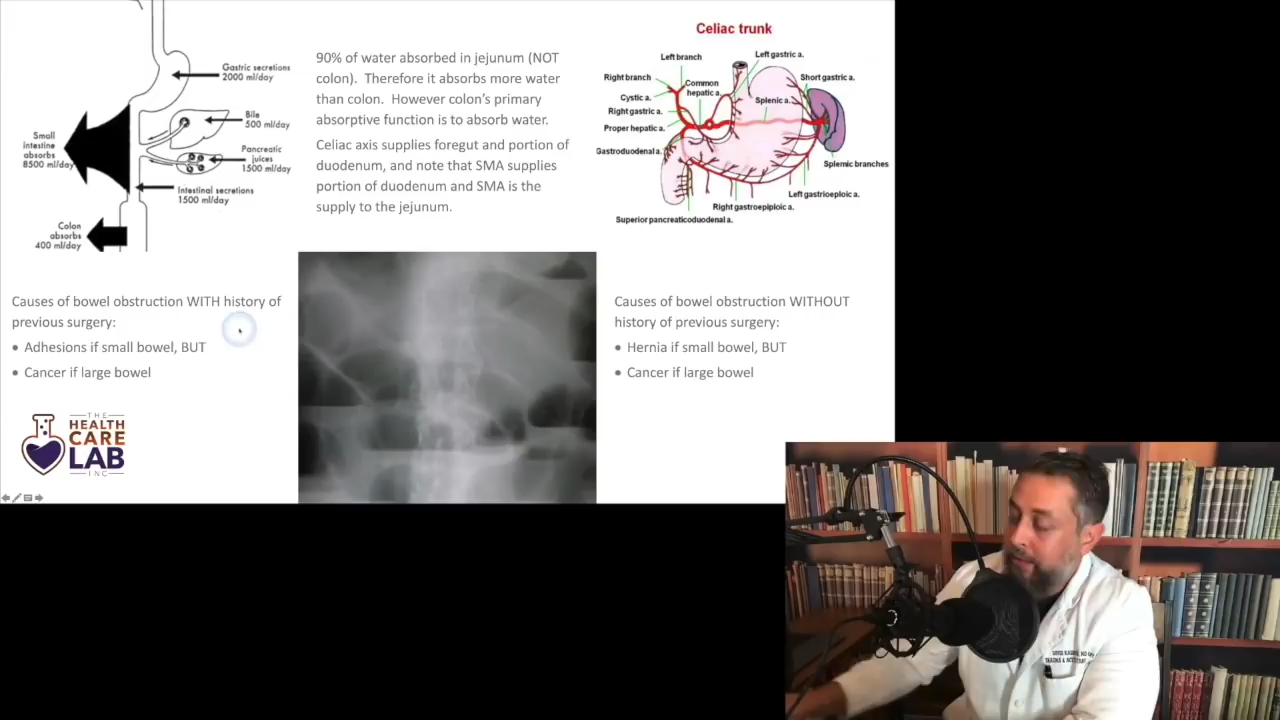 Gastric secretions
2000 ml/day
Bile
500 ml/day
Small
intestine
absorbs
8500 ml/day
Pancreatic
juices
1500 ml/day
Intestinal secretions
1500 ml/day
Colon
absorbs
400 ml/day
90% of water absorbed in jejunum (NOT
colon). Therefore it absorbs more water
than colon. However colon's primary
absorptive function is to absorb water.
Celiac axis supplies foregut and portion of
duodenum, and note that SMA supplies
portion of duodenum and SMA is the
supply to the jejunum.
Celiac trunk
Left branch
Left gastric a.
Right branch
Common
hepatic a.
Short gastric a.
Cystic a.
Splenic a.
Right gastric a.
Proper hepatic a.
Gastroduodenal a.
Splemic branches
Left gastrioeploic a.
Right gastroepiploic a.
Superior pancreaticoduodenal a.
Causes of bowel obstruction WITH history of
previous surgery:
• Adhesions if small bowel, BUT
• Cancer if large bowel
Causes of bowel obstruction WITHOUT
history of previous surgery:
• Hernia if small bowel, BUT
• Cancer if large bowel
THE
HEALTH
CARE
LAB
INC